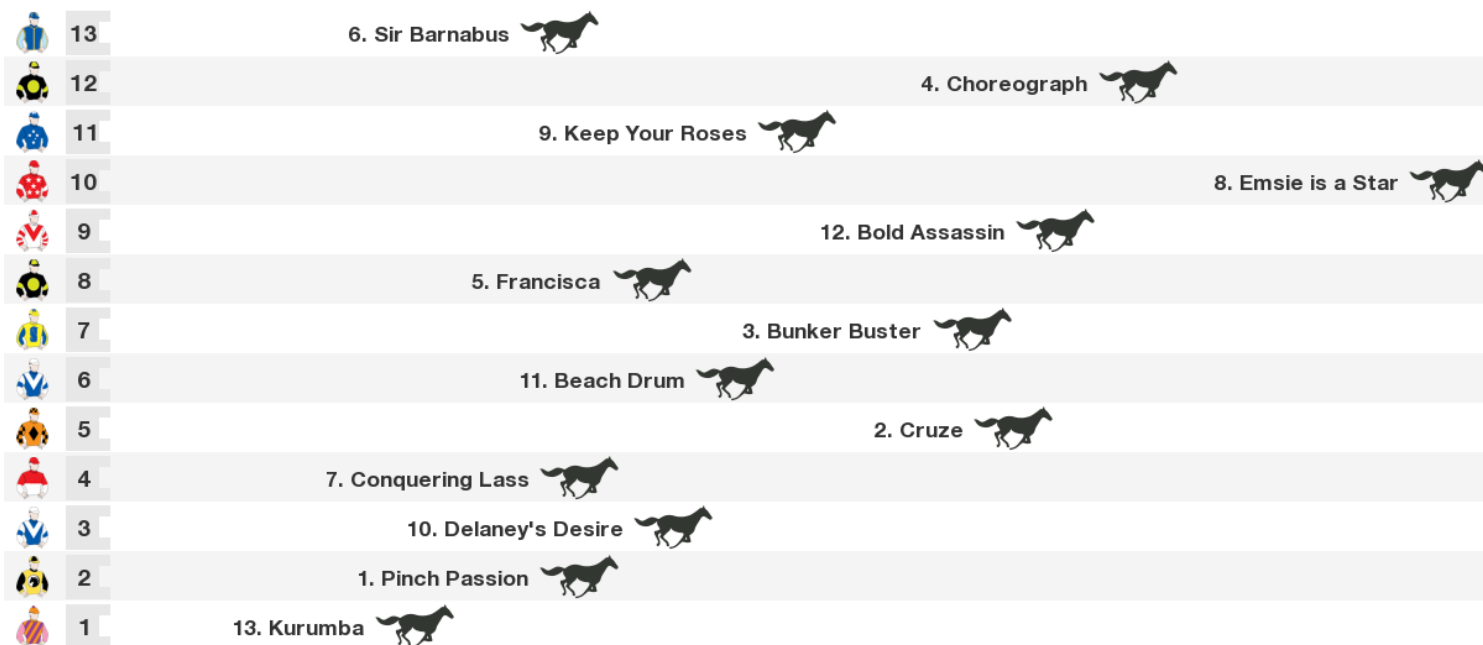 13 6. Sir Barnabus
12 4. Choreograph
11 9. Keep Your Roses
10 8. Emsie is a Star
9 12. Bold Assassin
8 5. Francisca
7 3. Bunker Buster
6 11. Beach Drum
5 2. Cruze
4 7. Conquering Lass
3 10. Delaney's Desire
2 1. Pinch Passion
1 13. Kurumba